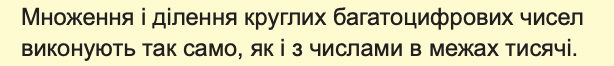 Множення і ділення круглих багатоцифрових чисел
виконують так само, як і з числами в межах тисячі.